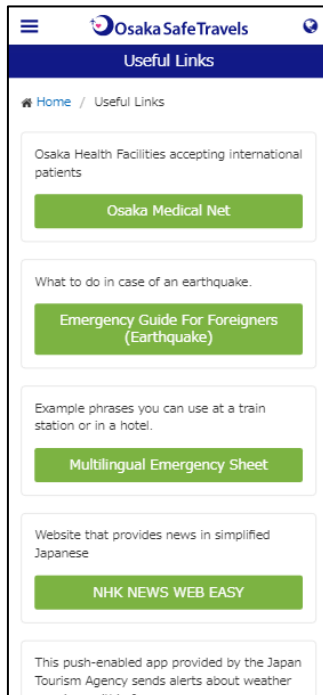 Osaka Safe Travels
Useful Links
Home / Useful Links
Osaka Health Facilities accepting international
patients
Osaka Medical Net
What to do in case of an earthquake.
Emergency Guide For Foreigners
(Earthquake)
Example phrases you can use at a train
station or in a hotel.
Multilingual Emergency Sheet
Website that provides news in simplified
Japanese
NHK NEWS WEB EASY
This push-enabled app provided by the Japan
Tourism Agency sends alerts about weather